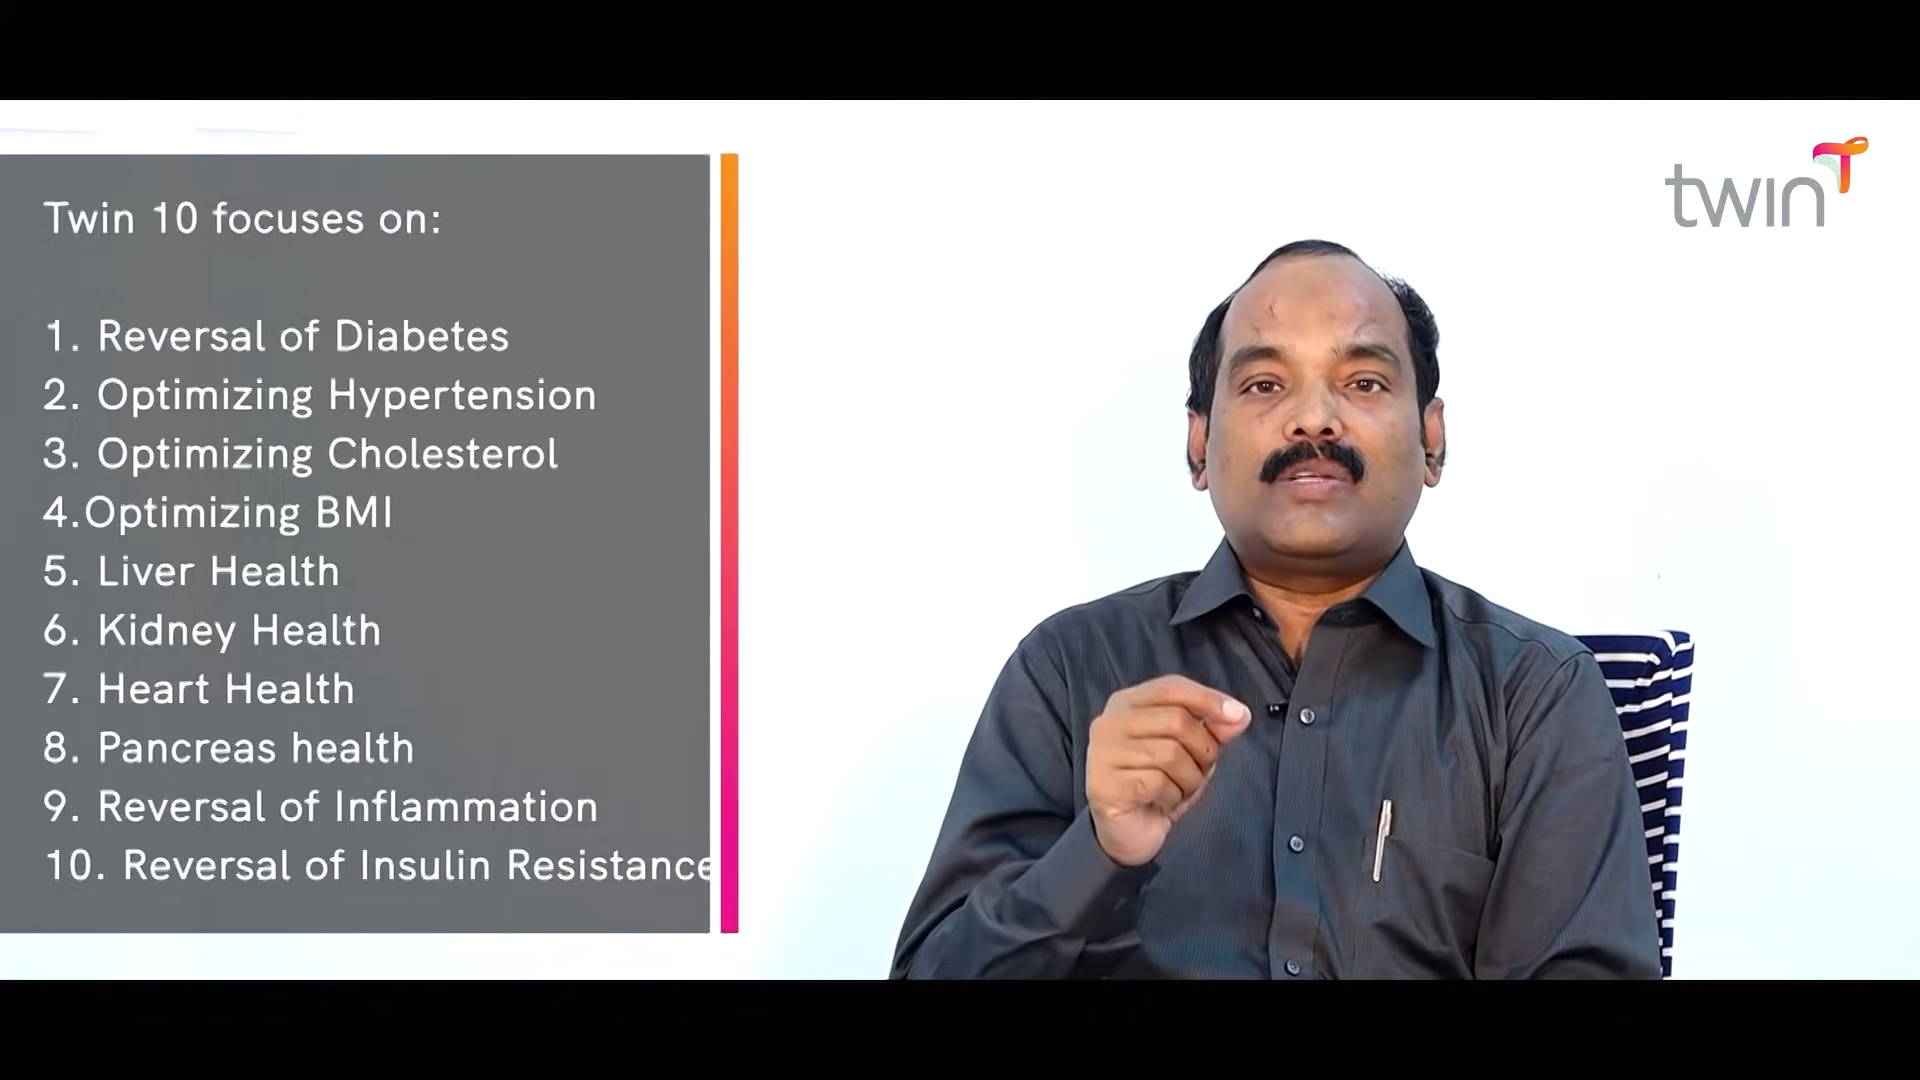 Twin 10 focuses on:
1. Reversal of Diabetes
2. Optimizing Hypertension
3. Optimizing Cholesterol
4.Optimizing BMI
5. Liver Health
6. Kidney Health
7. Heart Health
8. Pancreas health
9. Reversal of Inflammation
10. Reversal of Insulin Resistance
twin